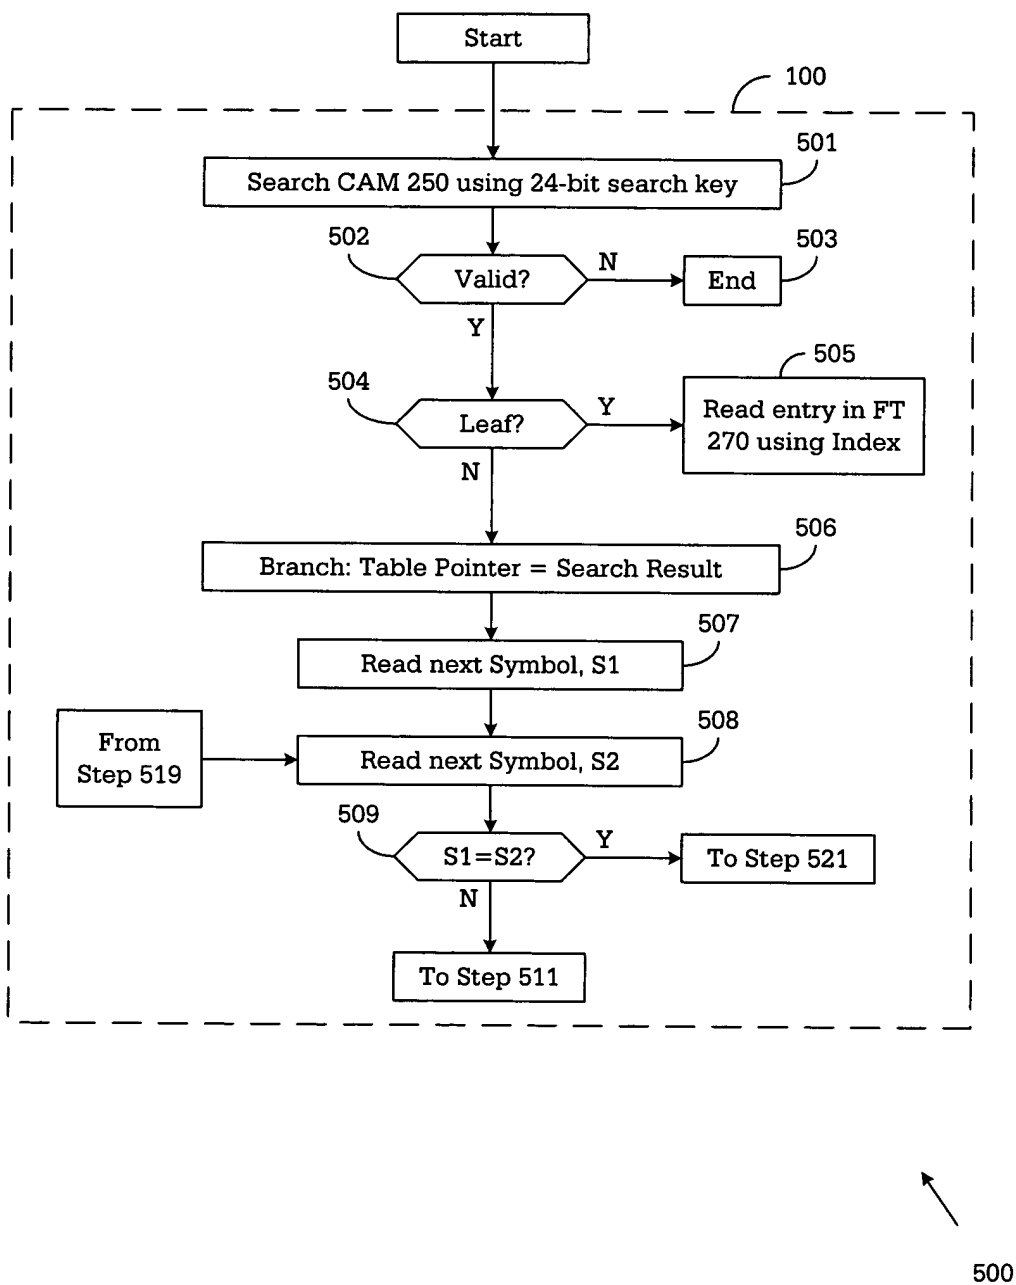 Start
100
501
Search CAM 250 using 24-bit search key
502
Valid?
N
503
End
Y
504
Leaf?
Y
505
Read entry in FT
270 using Index
N
506
Branch: Table Pointer = Search Result
507
Read next Symbol, S1
508
From
Step 519
Read next Symbol, S2
509
S1=S2?
Y
To Step 521
N
To Step 511
500